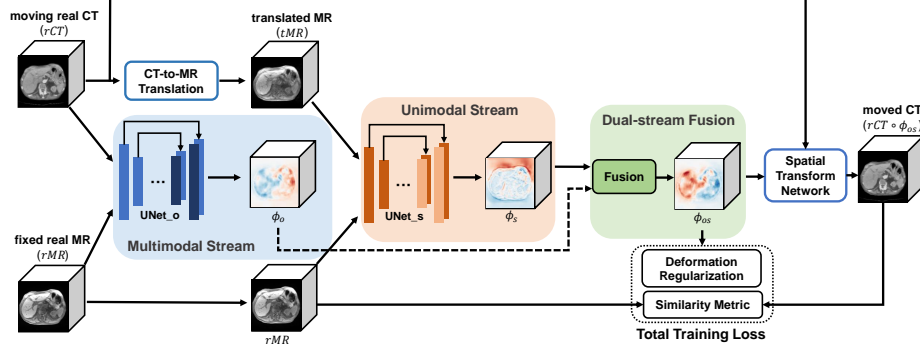 moving real CT
(rCT)
translated MR
(tMR)
CT-to-MR
Translation
Unimodal Stream
Dual-stream Fusion
moved CT
(rCT ∘ ϕos)
...
UNet_o
ϕo
Multimodal Stream
...
UNet_s
ϕs
Fusion
ϕos
Spatial
Transform
Network
fixed real MR
(rMR)
rMR
Deformation
Regularization
Similarity Metric
Total Training Loss